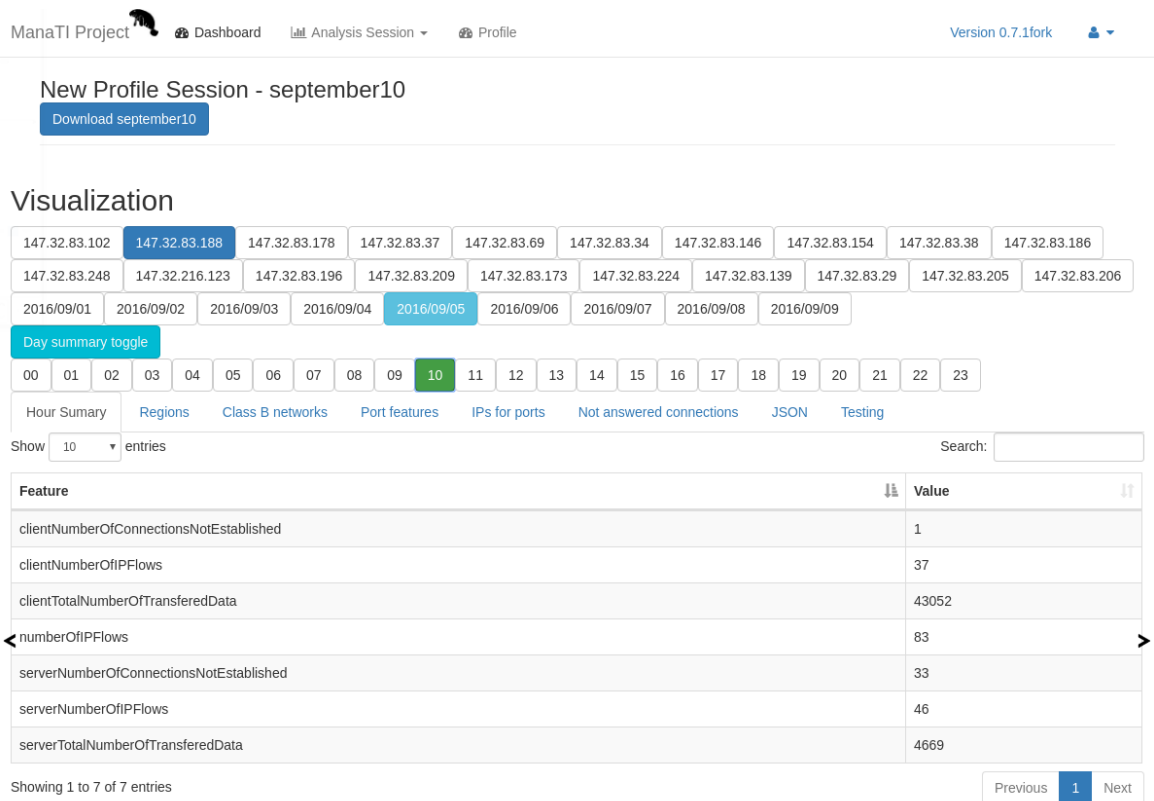 ManaTI Project Dashboard Analysis Session Profile Version 0.7.1fork
New Profile Session - september10
Download september10
Visualization
147.32.83.102 147.32.83.188 147.32.83.178 147.32.83.37 147.32.83.69 147.32.83.34 147.32.83.146 147.32.83.154 147.32.83.38 147.32.83.186
147.32.83.248 147.32.216.123 147.32.83.196 147.32.83.209 147.32.83.173 147.32.83.224 147.32.83.139 147.32.83.29 147.32.83.205 147.32.83.206
2016/09/01 2016/09/02 2016/09/03 2016/09/04 2016/09/05 2016/09/06 2016/09/07 2016/09/08 2016/09/09
Day summary toggle
00 01 02 03 04 05 06 07 08 09 10 11 12 13 14 15 16 17 18 19 20 21 22 23
Hour Sumary Regions Class B networks Port features IPs for ports Not answered connections JSON Testing
Show 10 entries Search:
Feature Value
clientNumberOfConnectionsNotEstablished 1
clientNumberOfIPFlows 37
clientTotalNumberOfTransferedData 43052
numberOfIPFlows 83
serverNumberOfConnectionsNotEstablished 33
serverNumberOfIPFlows 46
serverTotalNumberOfTransferedData 4669
Showing 1 to 7 of 7 entries Previous 1 Next